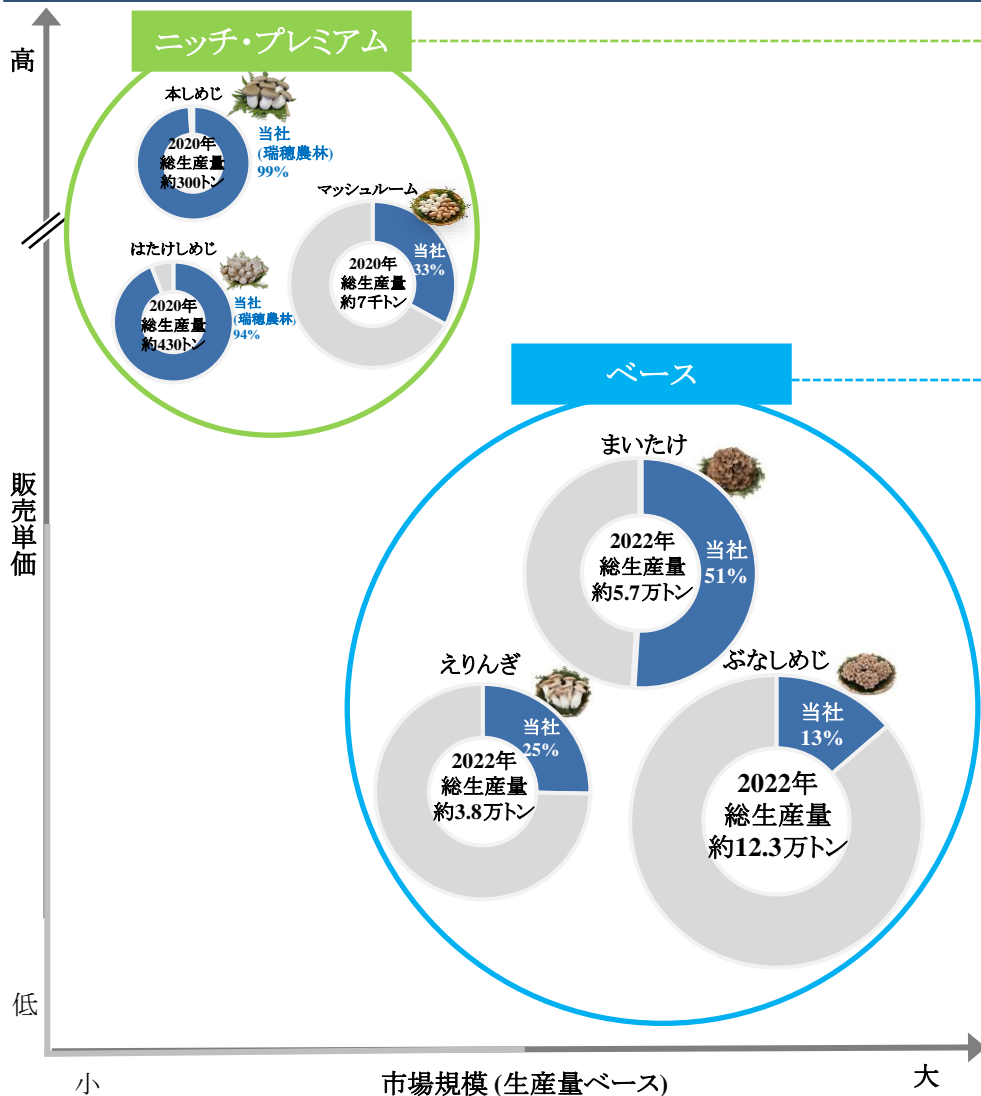 ニッチ・プレミアム
高
本しめじ
2020年
総生産量
約300トン
当社
(瑞穂農林)
99%
マッシュルーム
当社
33%
2020年
総生産量
約7千トン
はたけしめじ
2020年
総生産量
約430トン
当社
(瑞穂農林)
94%
ベース
まいたけ
2022年
総生産量
約5.7万トン
当社
51%
販売単価
えりんぎ
当社
25%
2022年
総生産量
約3.8万トン
ぶなしめじ
当社
13%
2022年
総生産量
約12.3万トン
低
小
市場規模 (生産量ベース)
大